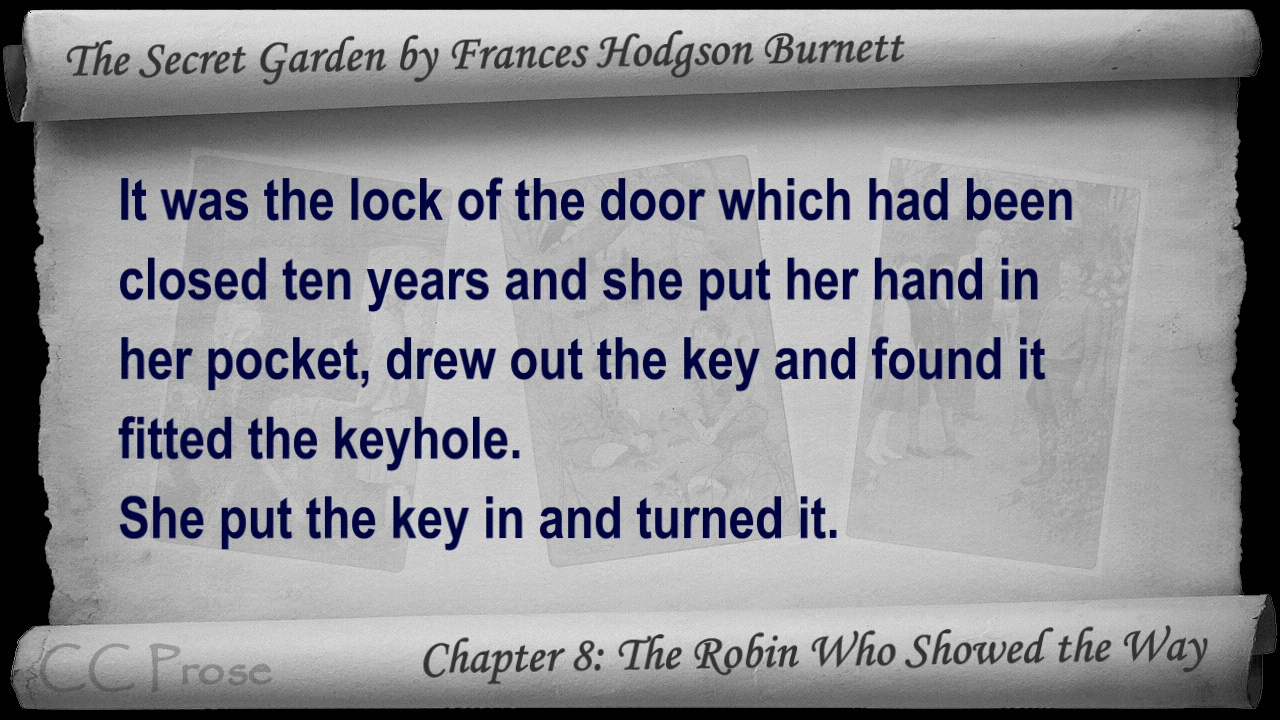 The Secret Garden by Frances Hodgson Burnett
It was the lock of the door which had been
closed ten years and she put her hand in
her pocket, drew out the key and found it
fitted the keyhole.
She put the key in and turned it.
CC Prose
Chapter 8: The Robin Who Showed the Way